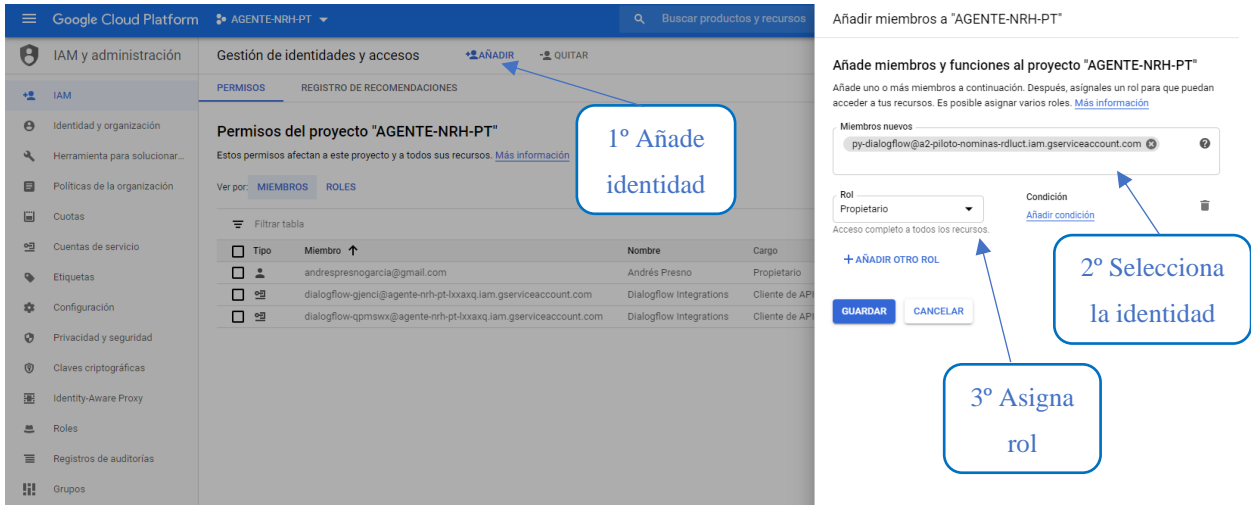 Google Cloud Platform
AGENTE-NRH-PT
Buscar productos y recursos
IAM y administración
IAM
Identidad y organización
Herramienta para solucionar...
Políticas de la organización
Cuotas
Cuentas de servicio
Etiquetas
Configuración
Privacidad y seguridad
Claves criptográficas
Identity-Aware Proxy
Roles
Registros de auditorías
Grupos
Gestión de identidades y accesos
AÑADIR
QUITAR
PERMISOS
REGISTRO DE RECOMENDACIONES
Permisos del proyecto "AGENTE-NRH-PT"
Estos permisos afectan a este proyecto y a todos sus recursos. Más información
Ver por: MIEMBROS ROLES
Filtrar tabla
Tipo Miembro Nombre Cargo
andrespresnogarcia@gmail.com Andrés Presno Propietario
dialogflow-gjenci@agente-nrh-pt-lxxaxq.iam.gserviceaccount.com Dialogflow Integrations Cliente de API
dialogflow-qpmswx@agente-nrh-pt-lxxaxq.iam.gserviceaccount.com Dialogflow Integrations Cliente de API
1º Añade
identidad
Añadir miembros a "AGENTE-NRH-PT"
Añade miembros y funciones al proyecto "AGENTE-NRH-PT"
Añade uno o más miembros a continuación. Después, asígnales un rol para que puedan
acceder a tus recursos. Es posible asignar varios roles. Más información
Miembros nuevos
py-dialogflow@a2-piloto-nominas-rdluct.iam.gserviceaccount.com
Rol
Propietario
Acceso completo a todos los recursos.
Condición
Añadir condición
AÑADIR OTRO ROL
GUARDAR
CANCELAR
2º Selecciona
la identidad
3º Asigna
rol